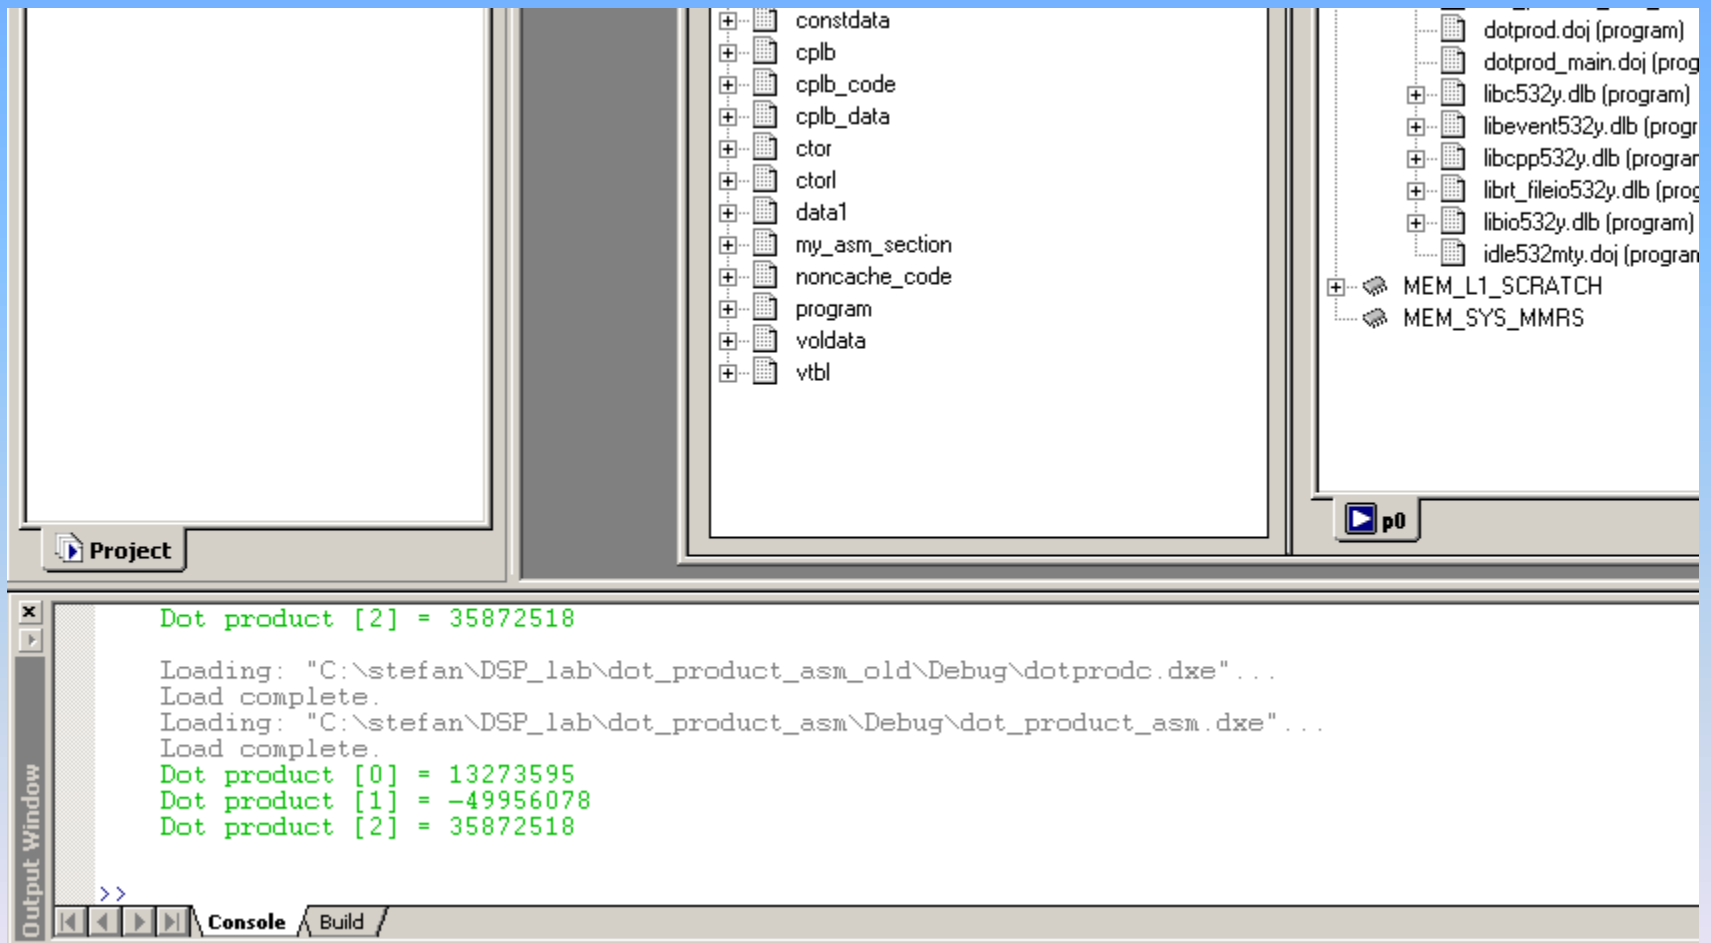 constdata
cplb
cplb_code
cplb_data
ctor
ctorl
data1
my_asm_section
noncache_code
program
voldata
vtbl
dotprod.doj (program)
dotprod_main.doj (prog
libc532y.dlb (program)
libevent532y.dlb (progr
libcpp532y.dlb (program
librt_fileio532y.dlb (prog
libio532y.dlb (program)
idle532mty.doj (program
MEM_L1_SCRATCH
MEM_SYS_MMRS
p0
Project
Dot product [2] = 35872518
Loading: "C:\stefan\DSP_lab\dot_product_asm_old\Debug\dotprodc.dxe"...
Load complete.
Loading: "C:\stefan\DSP_lab\dot_product_asm\Debug\dot_product_asm.dxe"...
Load complete.
Dot product [0] = 13273595
Dot product [1] = -49956078
Dot product [2] = 35872518
>>
Output Window
Console
Build